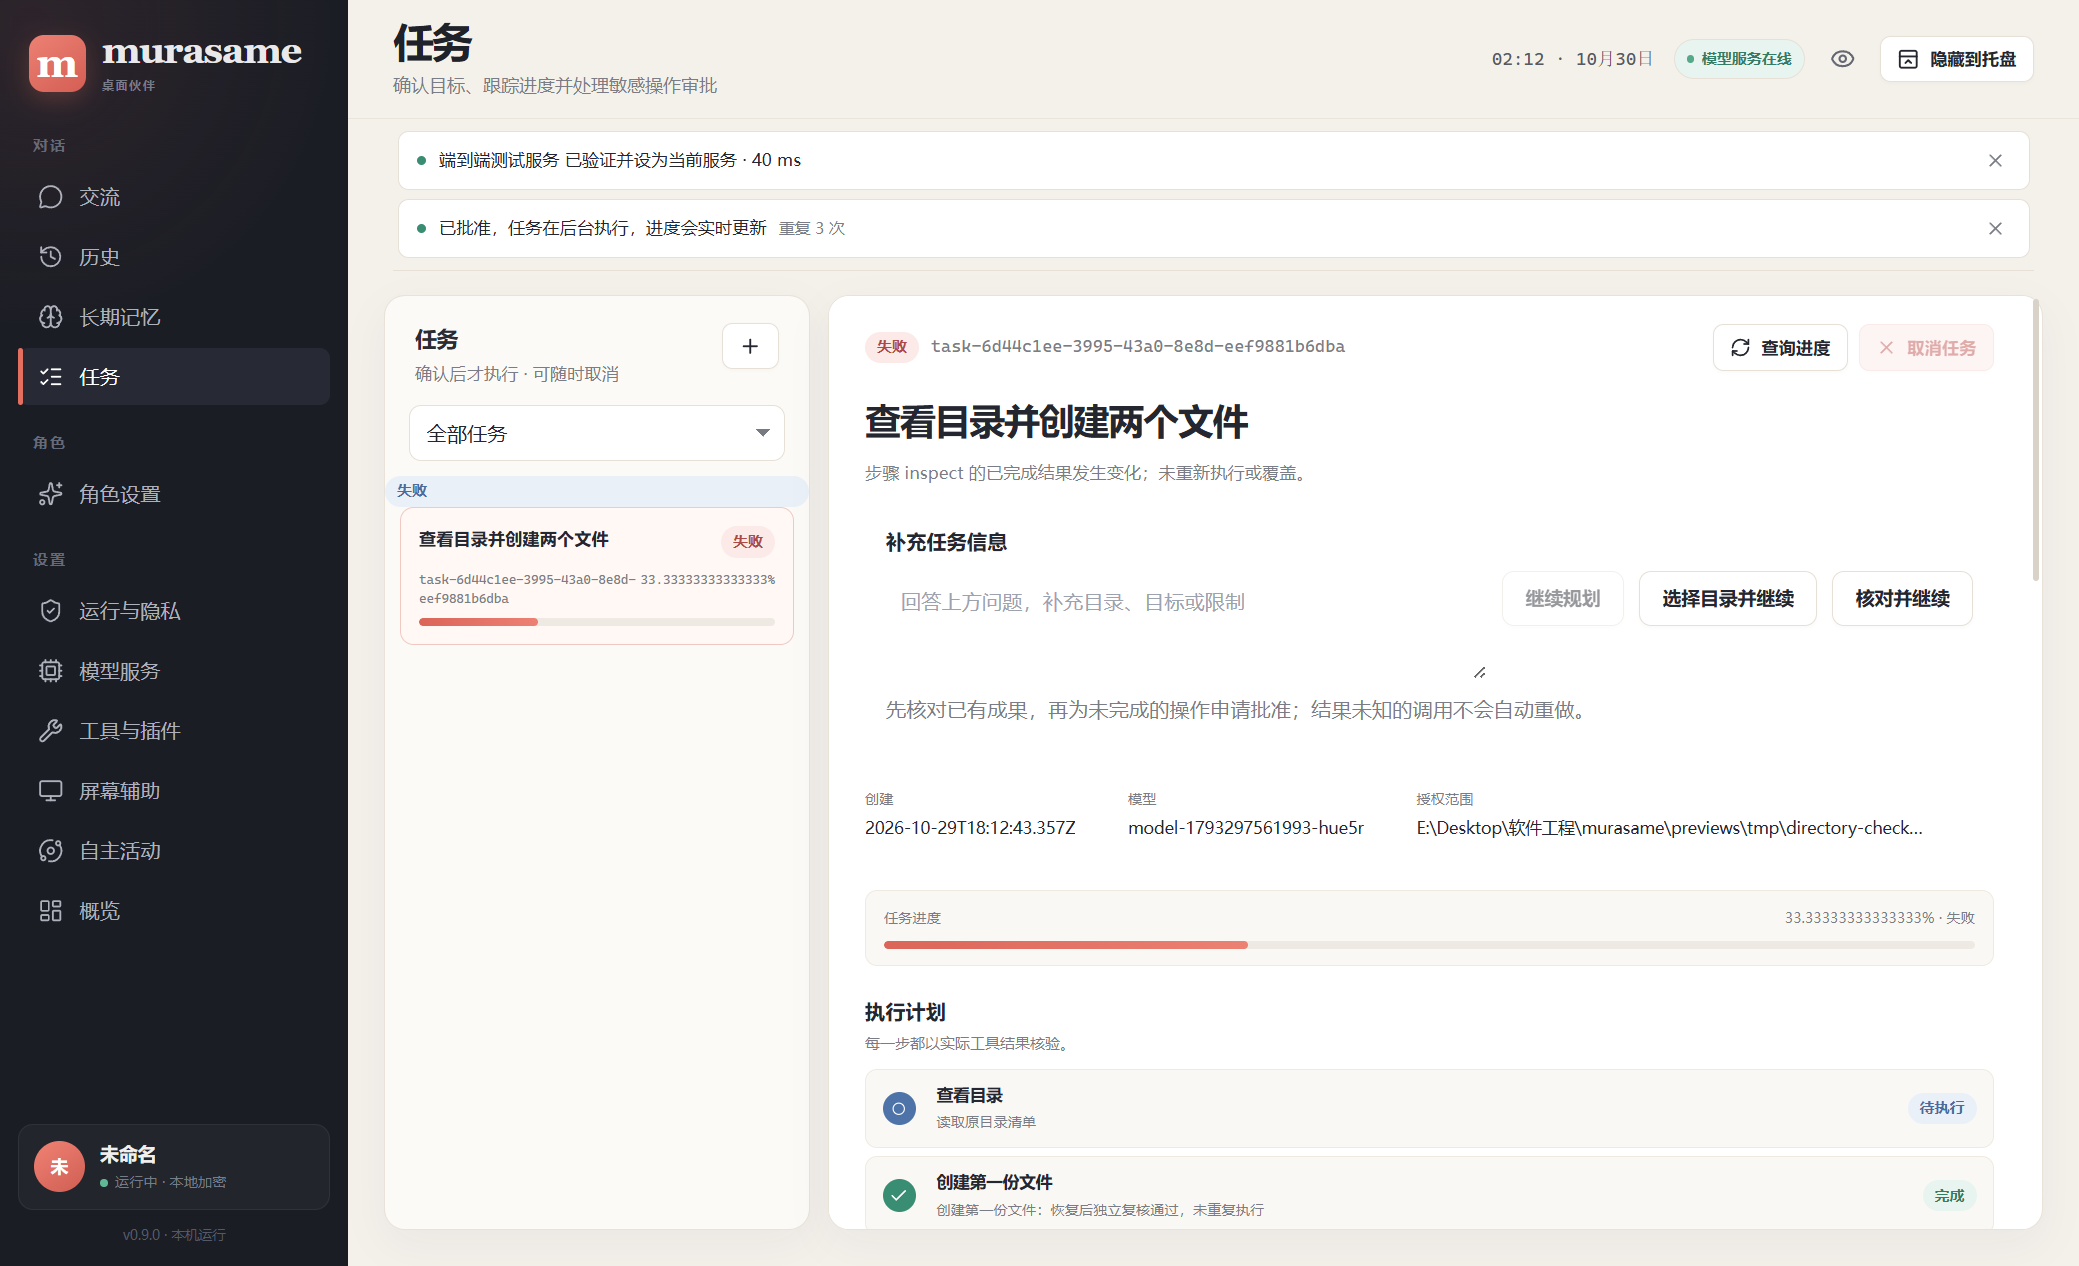 m
murasame
桌面伙伴
对话
交流
历史
长期记忆
任务
角色
角色设置
设置
运行与隐私
模型服务
工具与插件
屏幕辅助
自主活动
概览
未
未命名
运行中 · 本地加密
v0.9.0 · 本机运行
任务
确认目标、跟踪进度并处理敏感操作审批
02:12 · 10月30日
模型服务在线
隐藏到托盘
端到端测试服务 已验证并设为当前服务 · 40 ms
已批准，任务在后台执行，进度会实时更新 重复 3 次
任务
确认后才执行 · 可随时取消
全部任务
失败
查看目录并创建两个文件
失败
task-6d44c1ee-3995-43a0-8e8d-eef9881b6dba
33.33333333333333%
失败
task-6d44c1ee-3995-43a0-8e8d-eef9881b6dba
查询进度
取消任务
查看目录并创建两个文件
步骤 inspect 的已完成结果发生变化；未重新执行或覆盖。
补充任务信息
回答上方问题，补充目录、目标或限制
继续规划
选择目录并继续
核对并继续
先核对已有成果，再为未完成的操作申请批准；结果未知的调用不会自动重做。
创建
2026-10-29T18:12:43.357Z
模型
model-1793297561993-hue5r
授权范围
E:\Desktop\软件工程\murasame\previews\tmp\directory-check...
任务进度
33.33333333333333% · 失败
执行计划
每一步都以实际工具结果核验。
查看目录
读取原目录清单
待执行
创建第一份文件
创建第一份文件：恢复后独立复核通过，未重复执行
完成